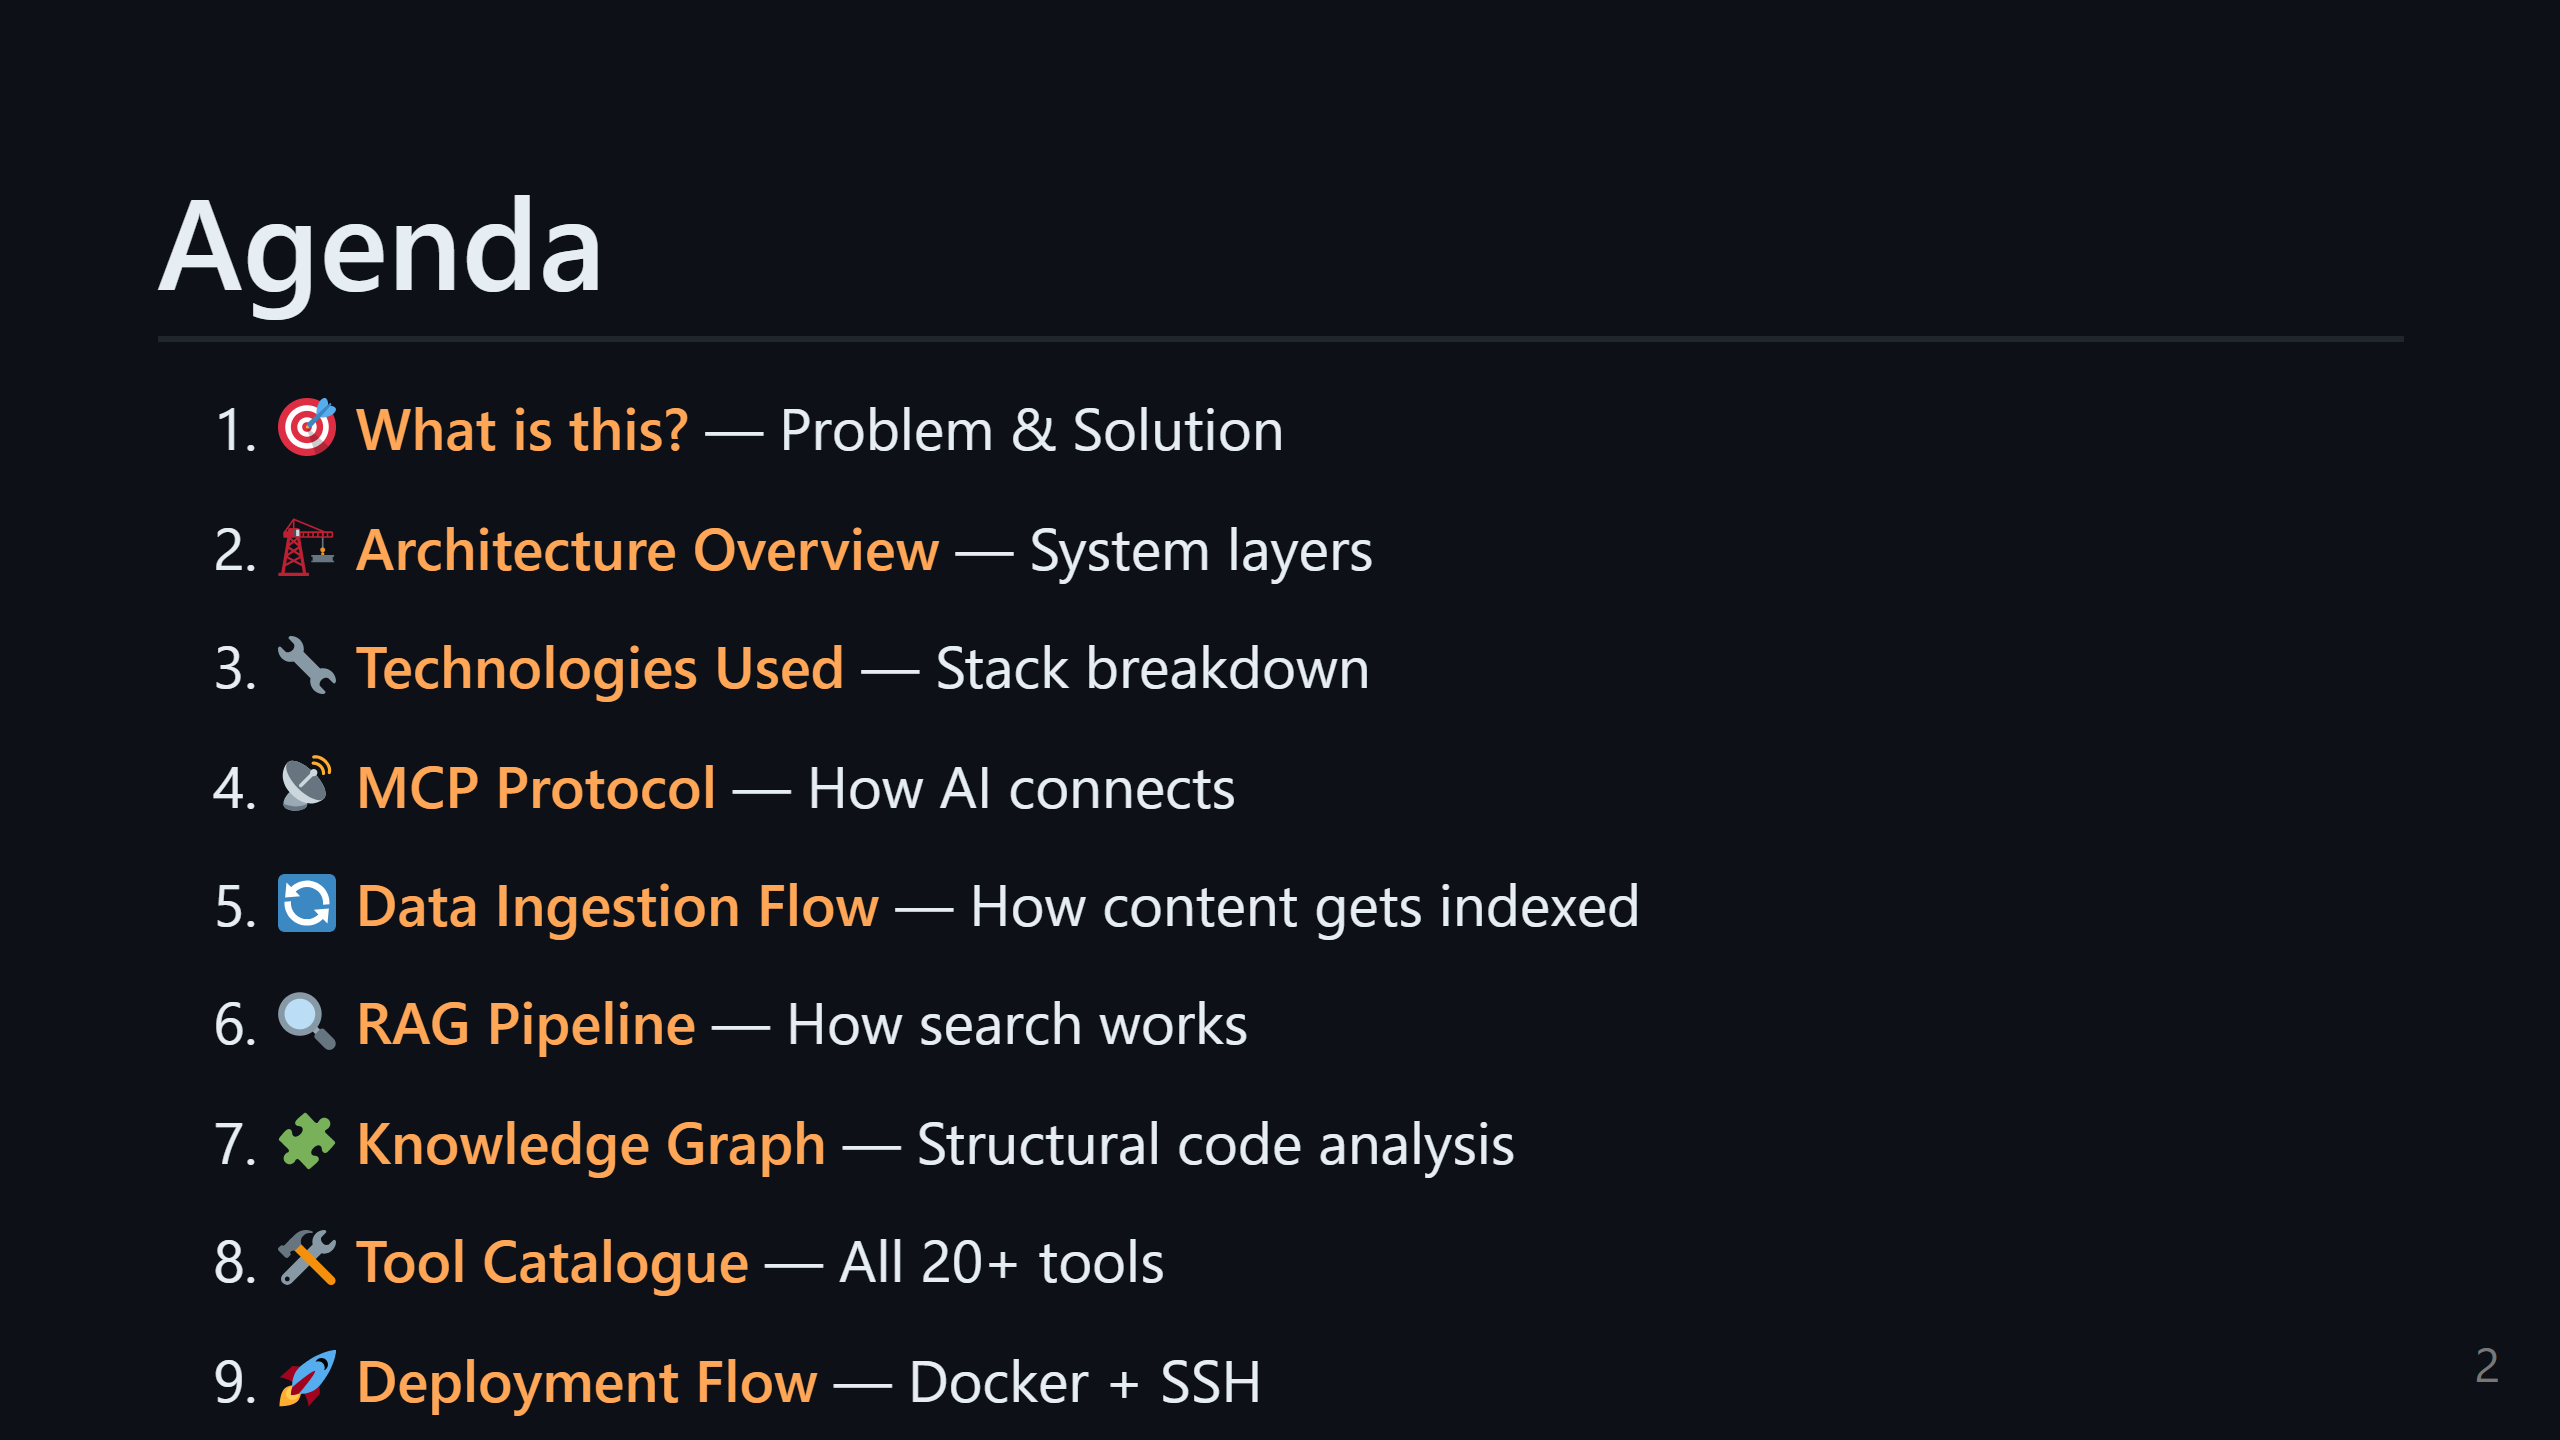 Agenda
1. 🎯 What is this? — Problem & Solution
2. 🏗️ Architecture Overview — System layers
3. 🔧 Technologies Used — Stack breakdown
4. 📡 MCP Protocol — How AI connects
5. 🔄 Data Ingestion Flow — How content gets indexed
6. 🔍 RAG Pipeline — How search works
7. 🧩 Knowledge Graph — Structural code analysis
8. 🛠️ Tool Catalogue — All 20+ tools
9. 🚀 Deployment Flow — Docker + SSH
2